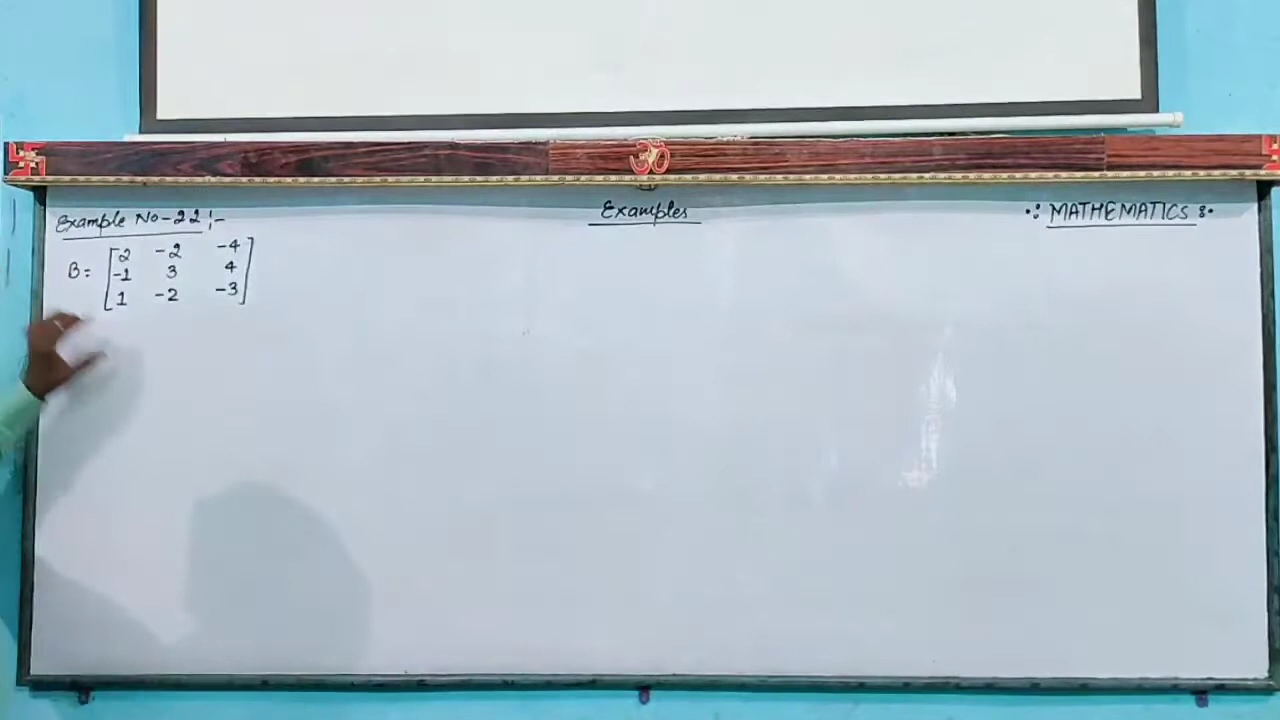 Example No-22:-
Examples
·: MATHEMATICS :·
B = [ 2 -2 -4
-1 3 4
1 -2 -3 ]
ॐ